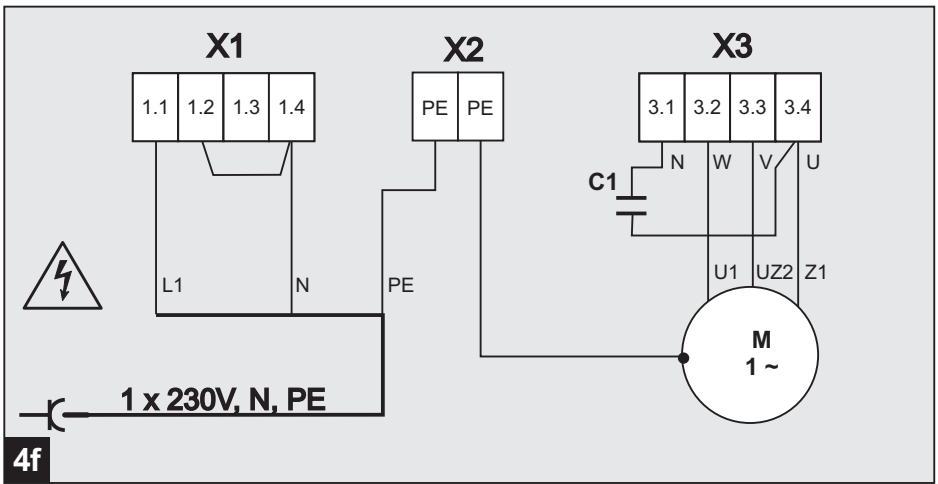 X1 X2 X3
1.1 1.2 1.3 1.4 PE PE 3.1 3.2 3.3 3.4
N W V U
C1
L1 N PE U1 UZ2 Z1
M
1 ~
1 x 230V, N, PE
4f